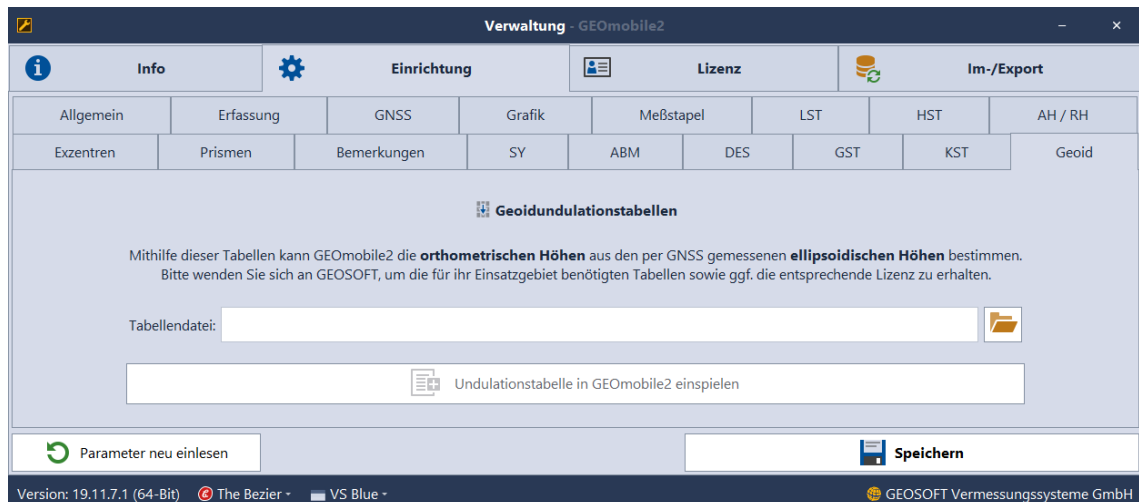 Verwaltung - GEOmobile2
Info Einrichtung Lizenz Im-/Export
Allgemein Erfassung GNSS Grafik Meßstapel LST HST AH / RH
Exzentren Prismen Bemerkungen SY ABM DES GST KST Geoid
Geoidundulationstabellen
Mithilfe dieser Tabellen kann GEOmobile2 die orthometrischen Höhen aus den per GNSS gemessenen ellipsoidischen Höhen bestimmen.
Bitte wenden Sie sich an GEOSOFT, um die für ihr Einsatzgebiet benötigten Tabellen sowie ggf. die entsprechende Lizenz zu erhalten.
Tabellendatei:
Undulationstabelle in GEOmobile2 einspielen
Parameter neu einlesen Speichern
Version: 19.11.7.1 (64-Bit) The Bezier VS Blue GEOSOFT Vermessungssysteme GmbH